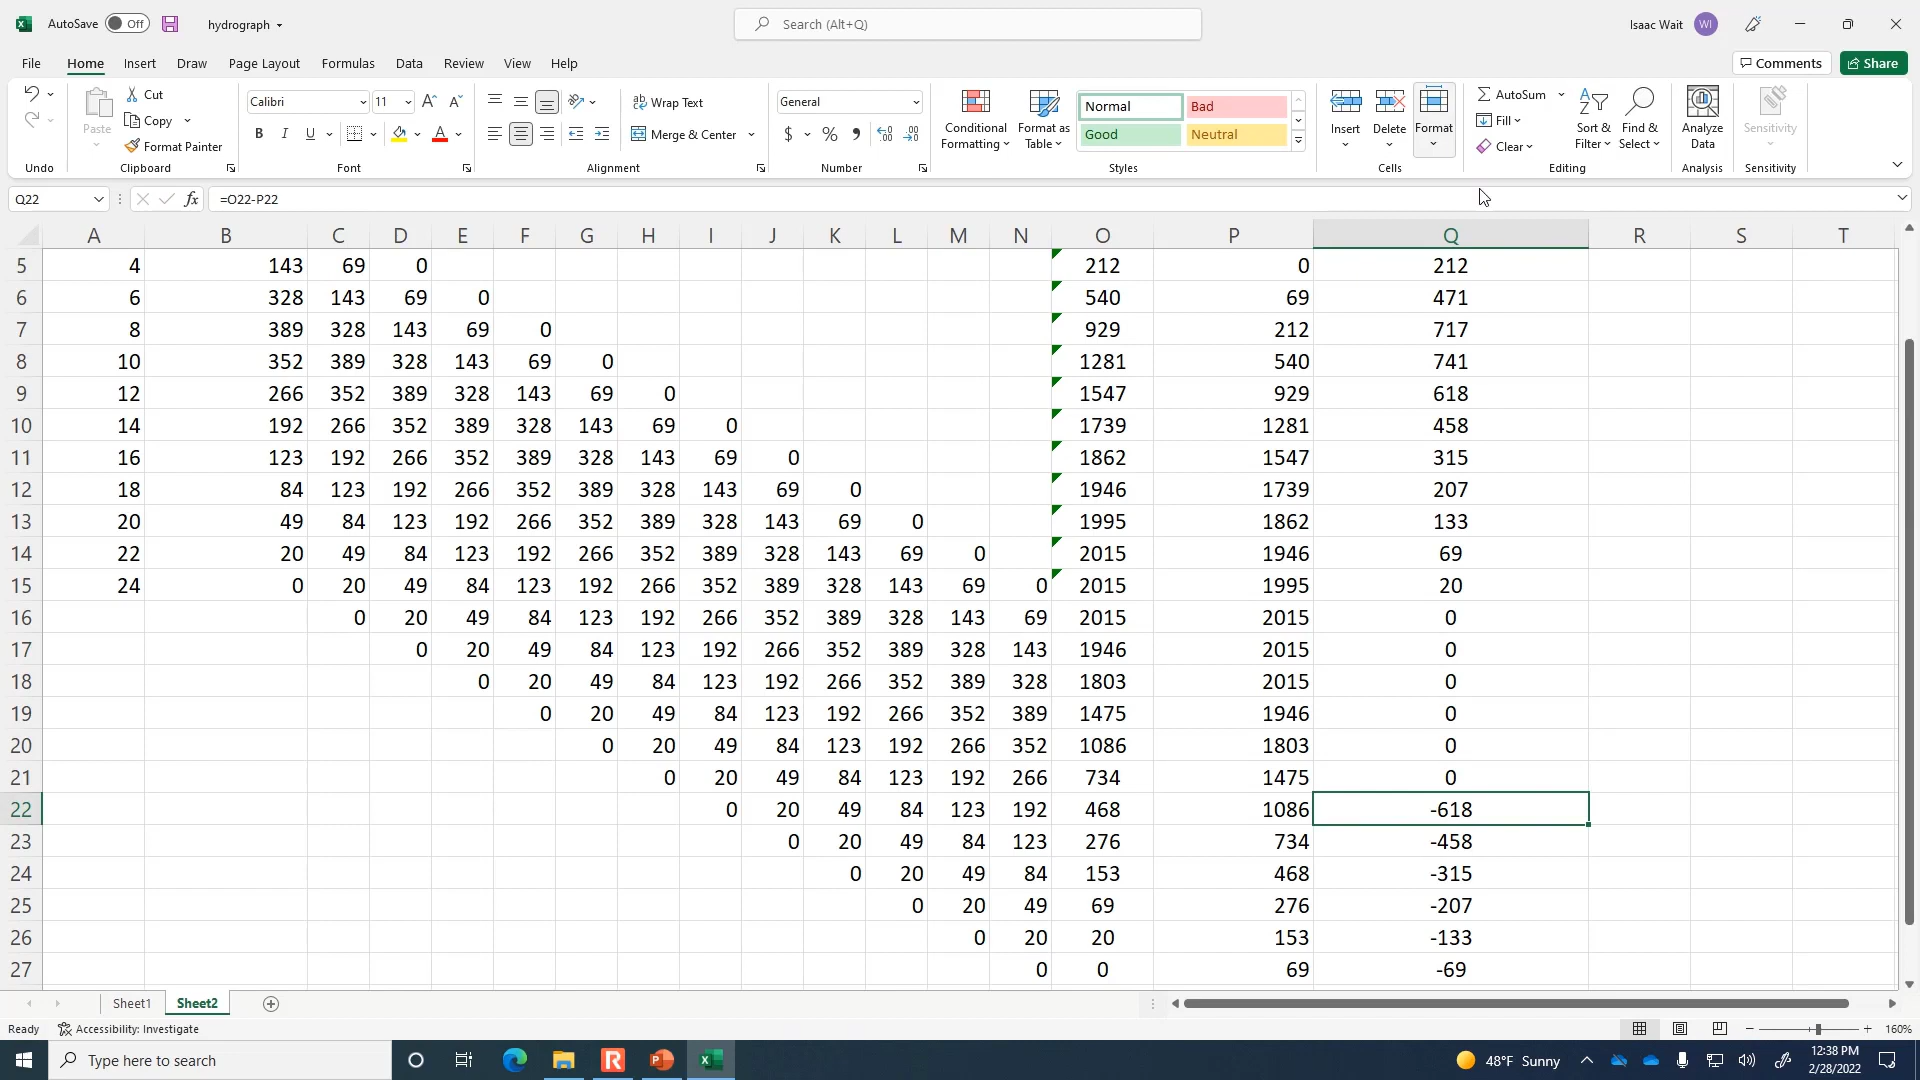 AutoSave Off hydrograph Search (Alt+Q) Isaac Wait WI
File Home Insert Draw Page Layout Formulas Data Review View Help Comments Share
Cut Calibri 11 Wrap Text General Normal Bad AutoSum
Paste Copy Conditional Formatting Format as Table Insert Delete Format Fill Sort & Filter Find & Select Analyze Data Sensitivity
Format Painter B I U A Merge & Center $ % Good Neutral Clear
Undo Clipboard Font Alignment Number Styles Cells Editing Analysis Sensitivity
Q22 fx =O22-P22
A B C D E F G H I J K L M N O P Q R S T
5 4 143 69 0 212 0 212
6 6 328 143 69 0 540 69 471
7 8 389 328 143 69 0 929 212 717
8 10 352 389 328 143 69 0 1281 540 741
9 12 266 352 389 328 143 69 0 1547 929 618
10 14 192 266 352 389 328 143 69 0 1739 1281 458
11 16 123 192 266 352 389 328 143 69 0 1862 1547 315
12 18 84 123 192 266 352 389 328 143 69 0 1946 1739 207
13 20 49 84 123 192 266 352 389 328 143 69 0 1995 1862 133
14 22 20 49 84 123 192 266 352 389 328 143 69 0 2015 1946 69
15 24 0 20 49 84 123 192 266 352 389 328 143 69 0 2015 1995 20
16 0 20 49 84 123 192 266 352 389 328 143 69 2015 2015 0
17 0 20 49 84 123 192 266 352 389 328 143 1946 2015 0
18 0 20 49 84 123 192 266 352 389 328 1803 2015 0
19 0 20 49 84 123 192 266 352 389 1475 1946 0
20 0 20 49 84 123 192 266 352 1086 1803 0
21 0 20 49 84 123 192 266 734 1475 0
22 0 20 49 84 123 192 468 1086 -618
23 0 20 49 84 123 276 734 -458
24 0 20 49 84 153 468 -315
25 0 20 49 69 276 -207
26 0 20 20 153 -133
27 0 0 69 -69
Sheet1 Sheet2
Ready Accessibility: Investigate 160%
Type here to search 48°F Sunny 12:38 PM
2/28/2022